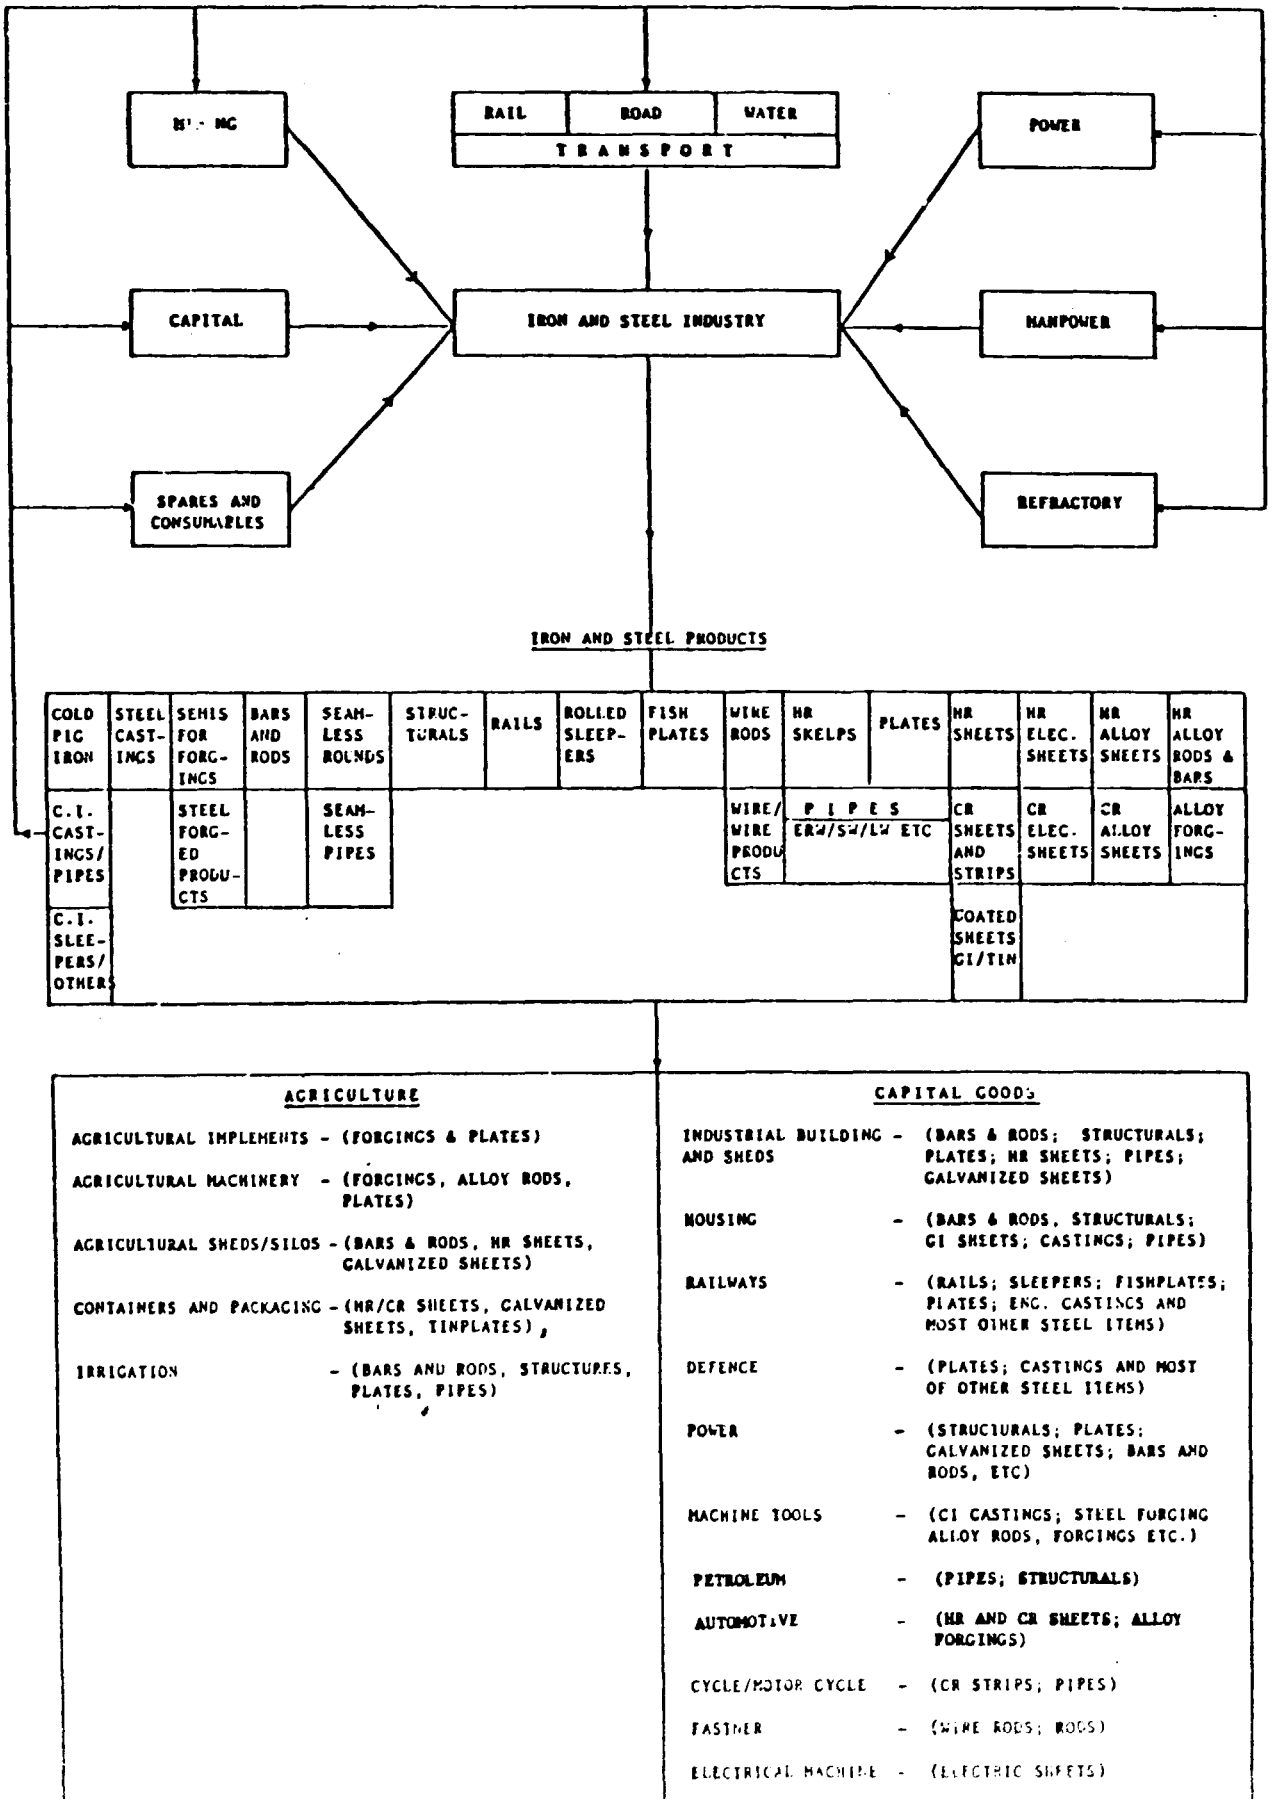 RAIL ROAD WATER
TRANSPORT
POWER
CAPITAL
IRON AND STEEL INDUSTRY
MANPOWER
SPARES AND
CONSUMABLES
REFRACTORY
IRON AND STEEL PRODUCTS
COLD
PIG
IRON
STEEL
CAST-
INGS
SEMIS
FOR
FORG-
INGS
BARS
AND
RODS
SEAM-
LESS
ROUNDS
STRUC-
TURALS
RAILS
ROLLED
SLEEP-
ERS
FISH
PLATES
WIRE
RODS
HR
SKELPS
PLATES
HR
SHEETS
HR
ELEC.
SHEETS
HR
ALLOY
SHEETS
HR
ALLOY
RODS &
BARS
C.I.
CAST-
INGS/
PIPES
STEEL
FORG-
ED
PRODU-
CTS
SEAM-
LESS
PIPES
WIRE/
WIRE
PRODU
CTS
PIPES
ERW/SW/LW ETC
CR
SHEETS
AND
STRIPS
CR
ELEC.
SHEETS
CR
ALLOY
SHEETS
ALLOY
FORG-
INGS
C.I.
SLEE-
PERS/
OTHERS
COATED
SHEETS
GI/TIN
AGRICULTURE
AGRICULTURAL IMPLEMENTS - (FORGINGS & PLATES)
AGRICULTURAL MACHINERY - (FORGINGS, ALLOY RODS,
PLATES)
AGRICULTURAL SHEDS/SILOS - (BARS & RODS, HR SHEETS,
GALVANIZED SHEETS)
CONTAINERS AND PACKAGING - (HR/CR SHEETS, GALVANIZED
SHEETS, TINPLATES)
IRRIGATION - (BARS AND RODS, STRUCTURES,
PLATES, PIPES)
CAPITAL GOODS
INDUSTRIAL BUILDING - (BARS & RODS; STRUCTURALS;
AND SHEDS PLATES; HR SHEETS; PIPES;
GALVANIZED SHEETS)
HOUSING - (BARS & RODS, STRUCTURALS;
GI SHEETS; CASTINGS; PIPES)
RAILWAYS - (RAILS; SLEEPERS; FISHPLATES;
PLATES; ENG. CASTINGS AND
MOST OTHER STEEL ITEMS)
DEFENCE - (PLATES; CASTINGS AND MOST
OF OTHER STEEL ITEMS)
POWER - (STRUCTURALS; PLATES;
GALVANIZED SHEETS; BARS AND
RODS, ETC)
MACHINE TOOLS - (CI CASTINGS; STEEL FORGING
ALLOY RODS, FORGINGS ETC.)
PETROLEUM - (PIPES; STRUCTURALS)
AUTOMOTIVE - (HR AND CR SHEETS; ALLOY
FORGINGS)
CYCLE/MOTOR CYCLE - (CR STRIPS; PIPES)
FASTNER - (WIRE RODS; RODS)
ELECTRICAL MACHINE - (ELECTRIC SHEETS)